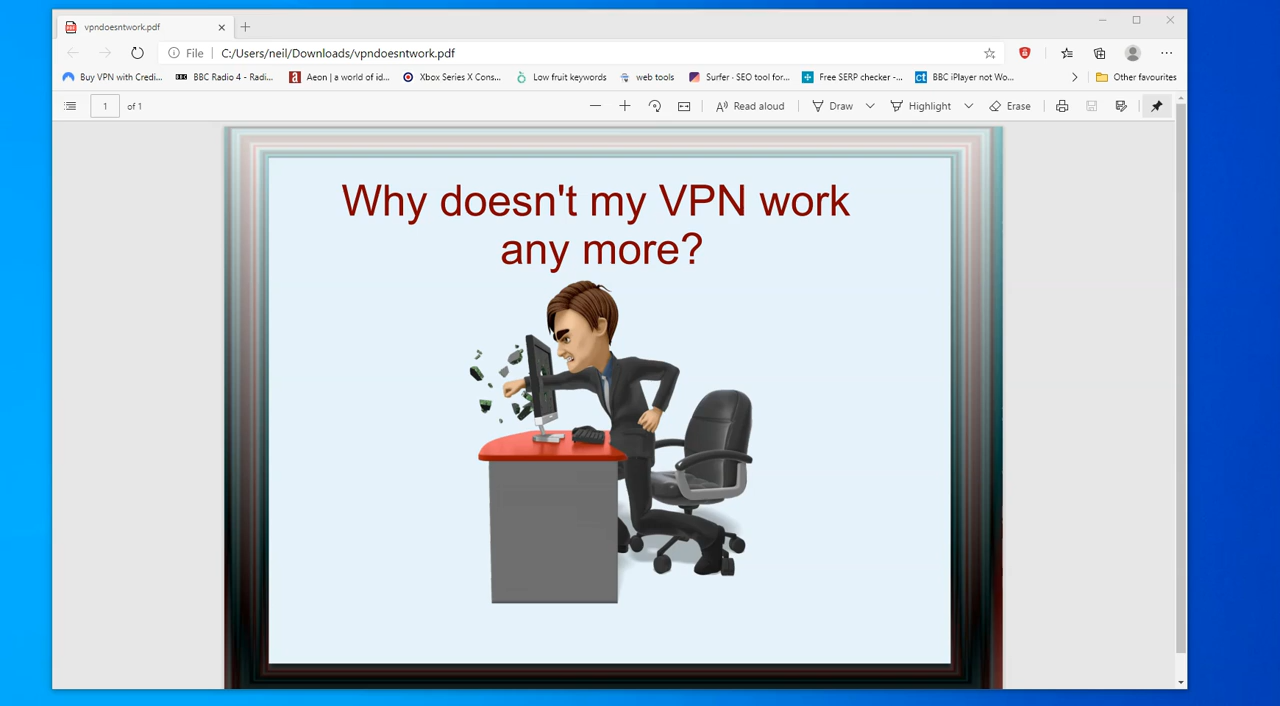 vpndoesntwork.pdf
File C:/Users/neil/Downloads/vpndoesntwork.pdf
Buy VPN with Credi... BBC Radio 4 - Radi... Aeon | a world of id... Xbox Series X Cons... Low fruit keywords web tools Surfer - SEO tool for... Free SERP checker -... BBC iPlayer not Wo... Other favourites
1 of 1 Read aloud Draw Highlight Erase
Why doesn't my VPN work
any more?